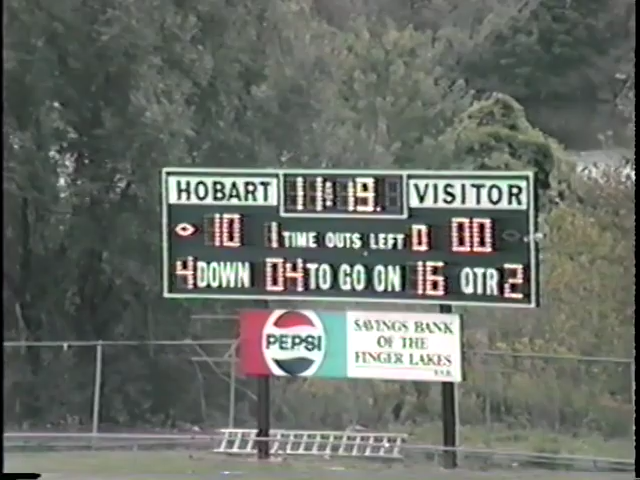 HOBART 11:19. VISITOR
10 1 TIME OUTS LEFT 0 00
4 DOWN 04 TO GO ON 16 QTR 2
PEPSI
SAVINGS BANK
OF THE
FINGER LAKES